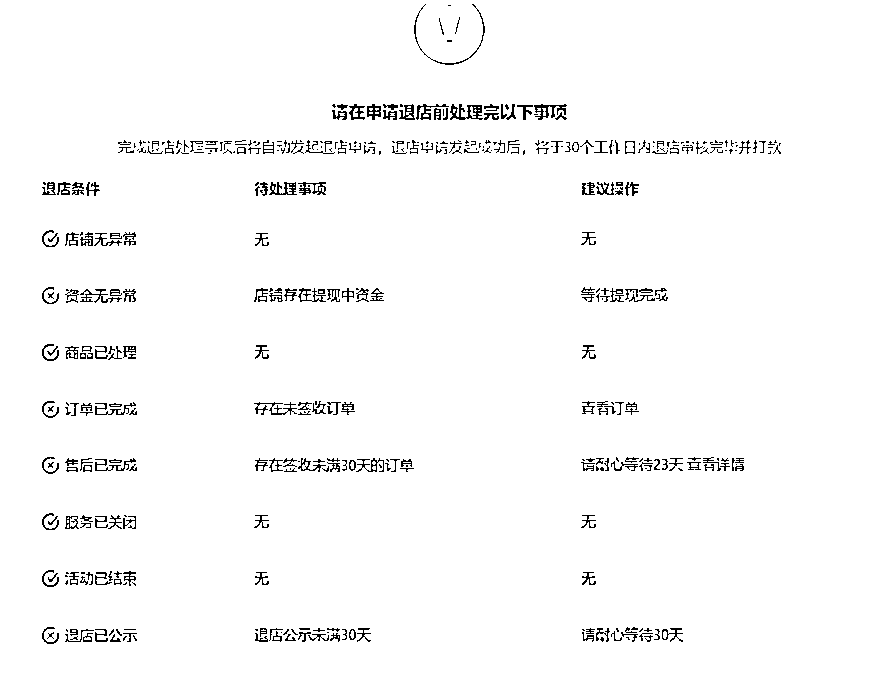 请在申请退店前处理完以下事项
完成退店处理事项后将自动发起退店申请，退店申请发起成功后，将于30个工作日内退店审核完毕并打款
退店条件 待处理事项 建议操作
店铺无异常 无 无
资金无异常 店铺存在提现中资金 等待提现完成
商品已处理 无 无
订单已完成 存在未签收订单 查看订单
售后已完成 存在签收未满30天的订单 请耐心等待23天 查看详情
服务已关闭 无 无
活动已结束 无 无
退店已公示 退店公示未满30天 请耐心等待30天